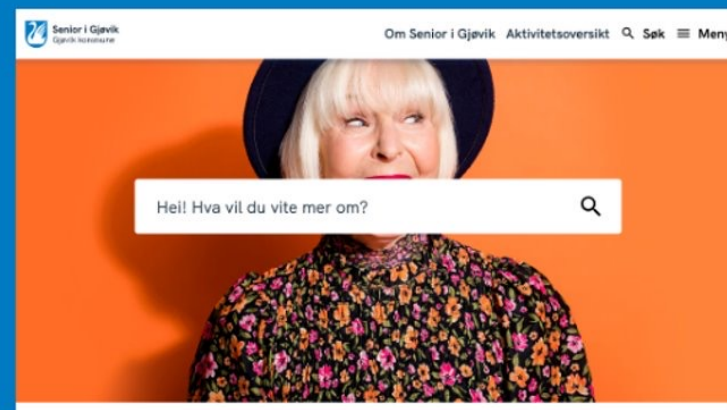 Senior i Gjøvik
Gjøvik kommune
Om Senior i Gjøvik Aktivitetsoversikt Søk Meny
Hei! Hva vil du vite mer om?